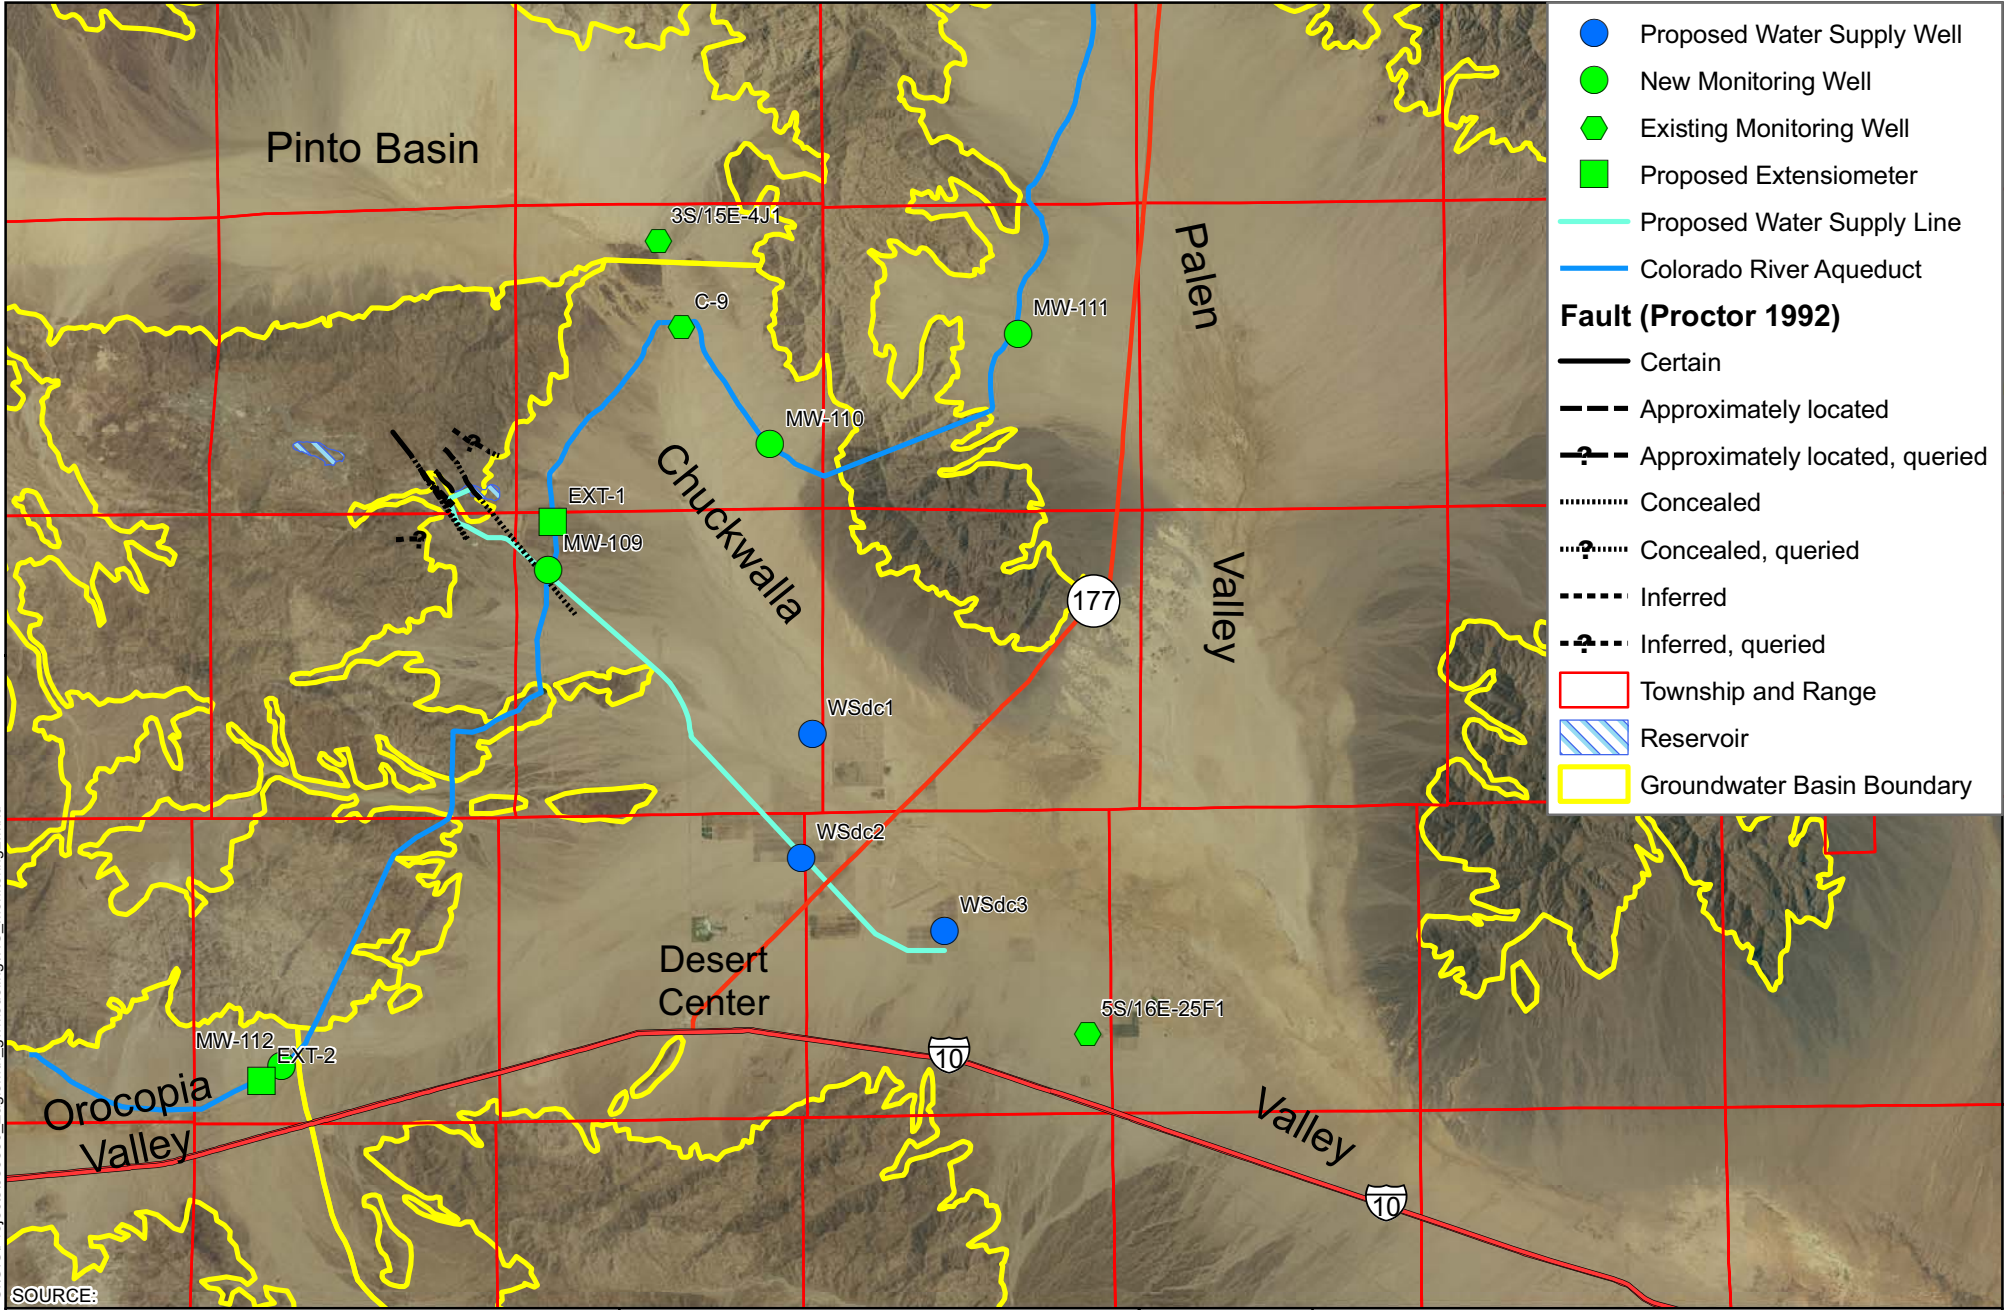 Pinto Basin
3S/15E-4J1
C-9
MW-111
MW-110
Palen
Valley
Chuckwalla
EXT-1
MW-109
177
WSdc1
WSdc2
WSdc3
Desert
Center
5S/16E-25F1
MW-112
EXT-2
Orocopia
Valley
10
Valley
10
SOURCE:
Proposed Water Supply Well
New Monitoring Well
Existing Monitoring Well
Proposed Extensiometer
Proposed Water Supply Line
Colorado River Aqueduct
Fault (Proctor 1992)
Certain
Approximately located
? Approximately located, queried
Concealed
? Concealed, queried
Inferred
? Inferred, queried
Township and Range
Reservoir
Groundwater Basin Boundary
?
?